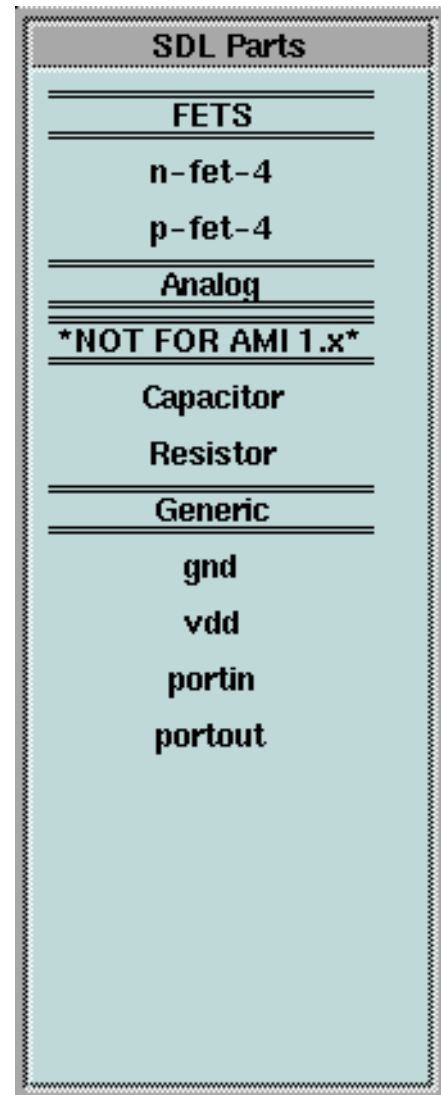 SDL Parts
FETS
n-fet-4
p-fet-4
Analog
*NOT FOR AMI 1.x*
Capacitor
Resistor
Generic
gnd
vdd
portin
portout